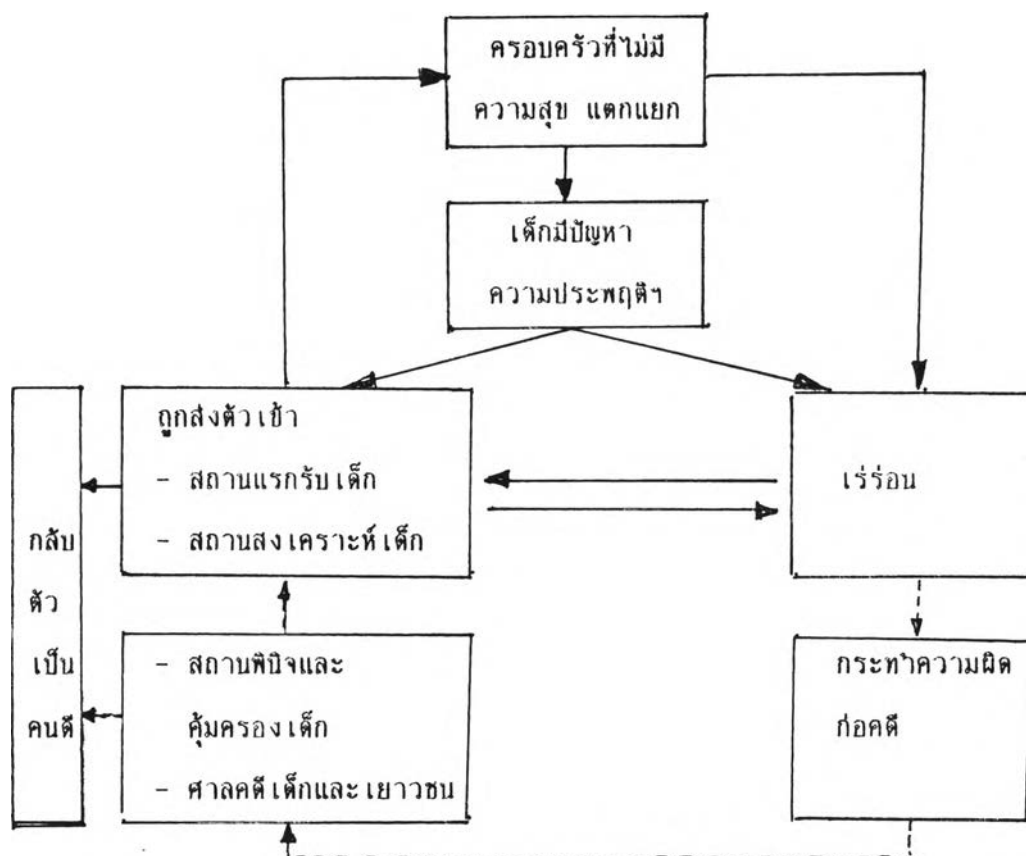 ครอบครัวที่ไม่มี
ความสุข แตกแยก
เด็กมีปัญหา
ความประพฤติฯ
ถูกส่งตัวเข้า
- สถานแรกรับเด็ก
- สถานสงเคราะห์เด็ก
เร่ร่อน
กลับ
ตัว
เป็น
คนดี
- สถานพินิจและ
คุ้มครองเด็ก
- ศาลคดีเด็กและเยาวชน
กระทำความผิด
ก่อคดี